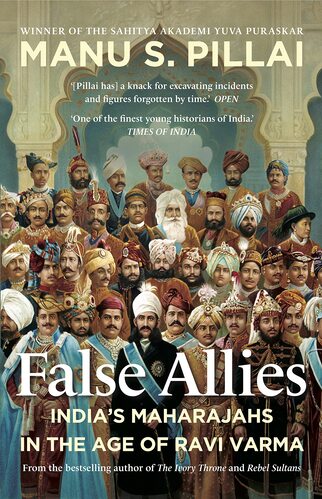 WINNER OF THE SAHITYA AKADEMI YUVA PURASKAR
MANU S. PILLAI
‘[Pillai has] a knack for excavating incidents
and figures forgotten by time.’ OPEN
‘One of the finest young historians of India.’
TIMES OF INDIA
False Allies
INDIA’S MAHARAJAHS
IN THE AGE OF RAVI VARMA
From the bestselling author of The Ivory Throne and Rebel Sultans